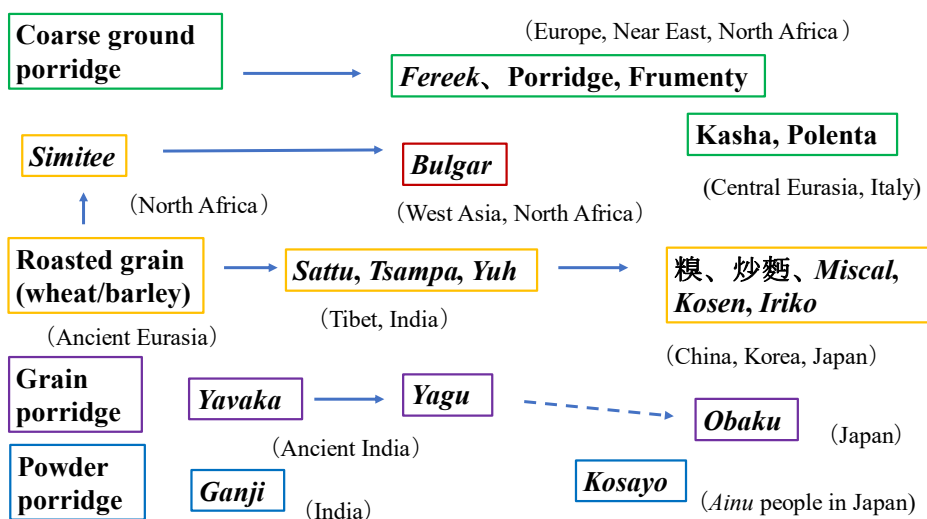 Coarse ground
porridge
（Europe, Near East, North Africa）
Fereek、Porridge, Frumenty
Kasha, Polenta
(Central Eurasia, Italy)
Simitee
（North Africa）
Bulgar
（West Asia, North Africa）
Roasted grain
(wheat/barley)
（Ancient Eurasia）
Sattu, Tsampa, Yuh
（Tibet, India）
糗、炒麪、Miscal,
Kosen, Iriko
（China, Korea, Japan）
Grain
porridge
Yavaka
Yagu
（Ancient India）
Obaku
（Japan）
Powder
porridge
Ganji
（India）
Kosayo
（Ainu people in Japan）